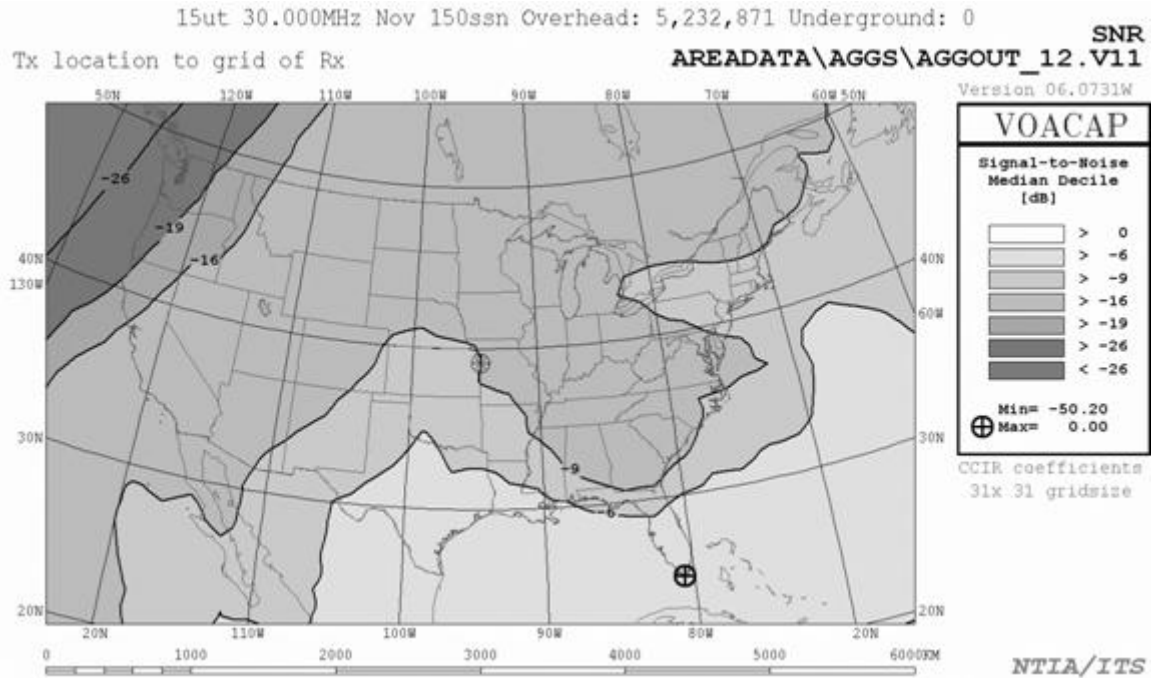 15ut 30.000MHz Nov 150ssn Overhead: 5,232,871 Underground: 0
SNR
Tx location to grid of Rx
AREADATA\AGGS\AGGOUT_12.V11
Version 06.0731W
50N 120W 110W 100W 90W 80W 70W 60W 50N
VOACAP
Signal-to-Noise
Median Decile
[dB]
> 0
> -6
> -9
> -16
> -19
> -26
< -26
Min= -50.20
Max= 0.00
CCIR coefficients
31x 31 gridsize
-26
-19
-16
40N
130W
40N
60W
30N
-9
30N
-6
20N
20N
20N 110W 100W 90W 80W 20N
0 1000 2000 3000 4000 5000 6000KM
NTIA/ITS